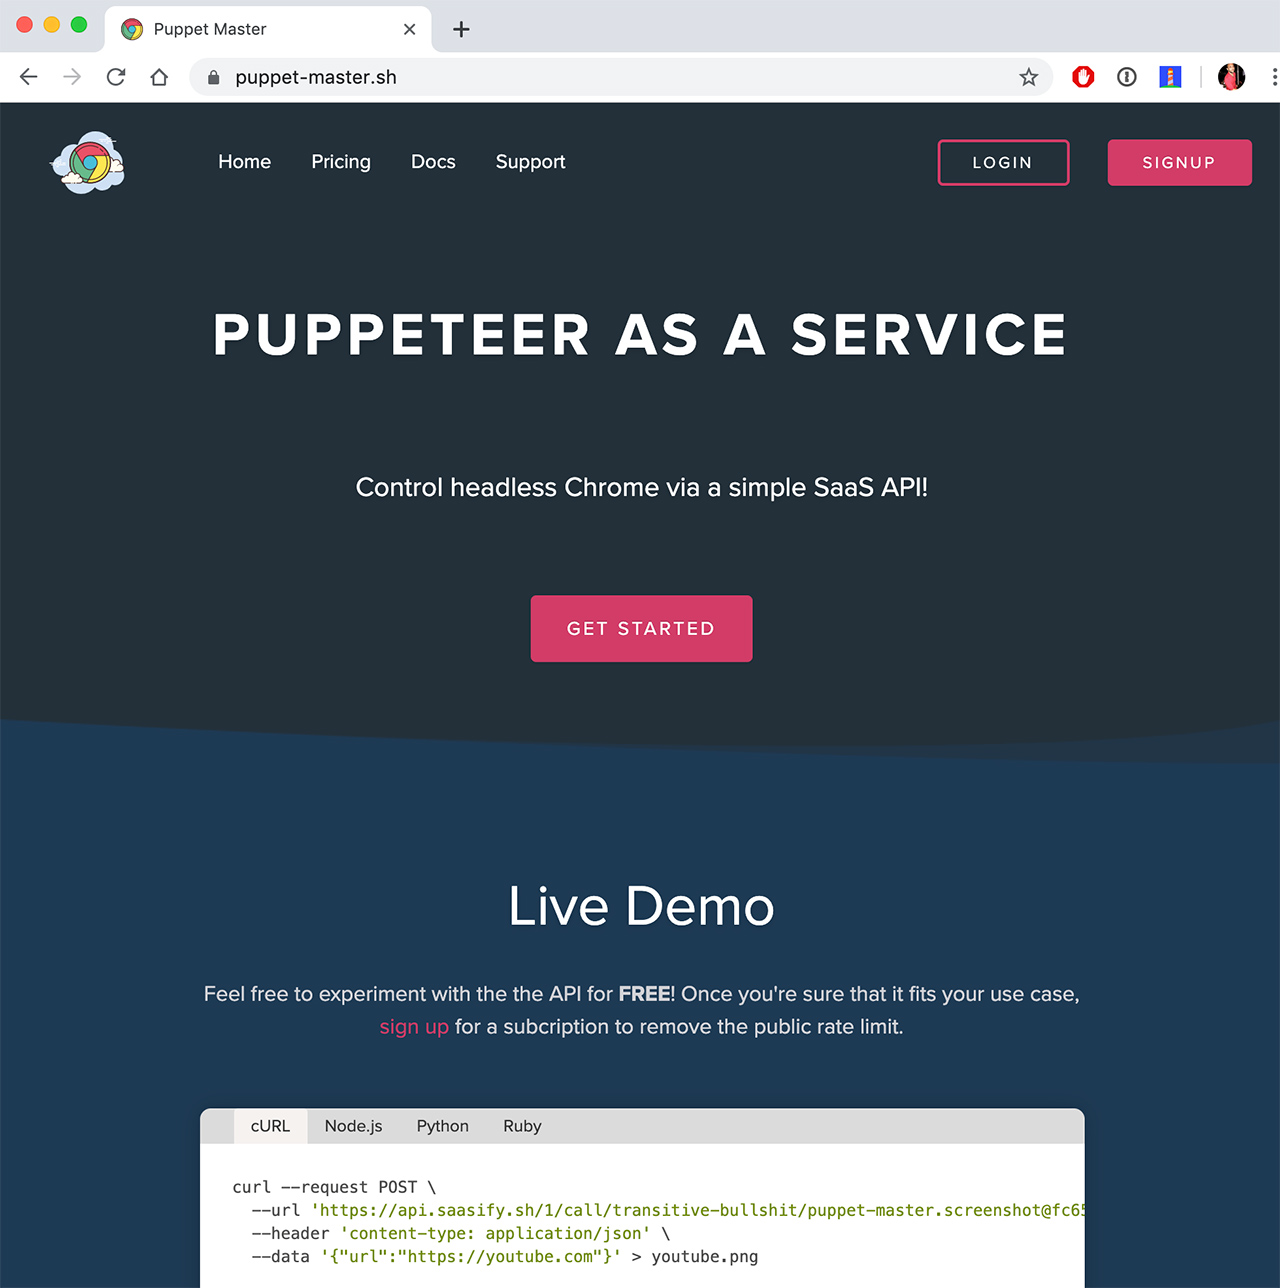 Puppet Master
puppet-master.sh
Home Pricing Docs Support LOGIN SIGNUP
PUPPETEER AS A SERVICE
Control headless Chrome via a simple SaaS API!
GET STARTED
Live Demo
Feel free to experiment with the the API for FREE! Once you're sure that it fits your use case,
sign up for a subcription to remove the public rate limit.
cURL Node.js Python Ruby
curl --request POST \
--url 'https://api.saasify.sh/1/call/transitive-bullshit/puppet-master.screenshot@fc65
--header 'content-type: application/json' \
--data '{"url":"https://youtube.com"}' > youtube.png